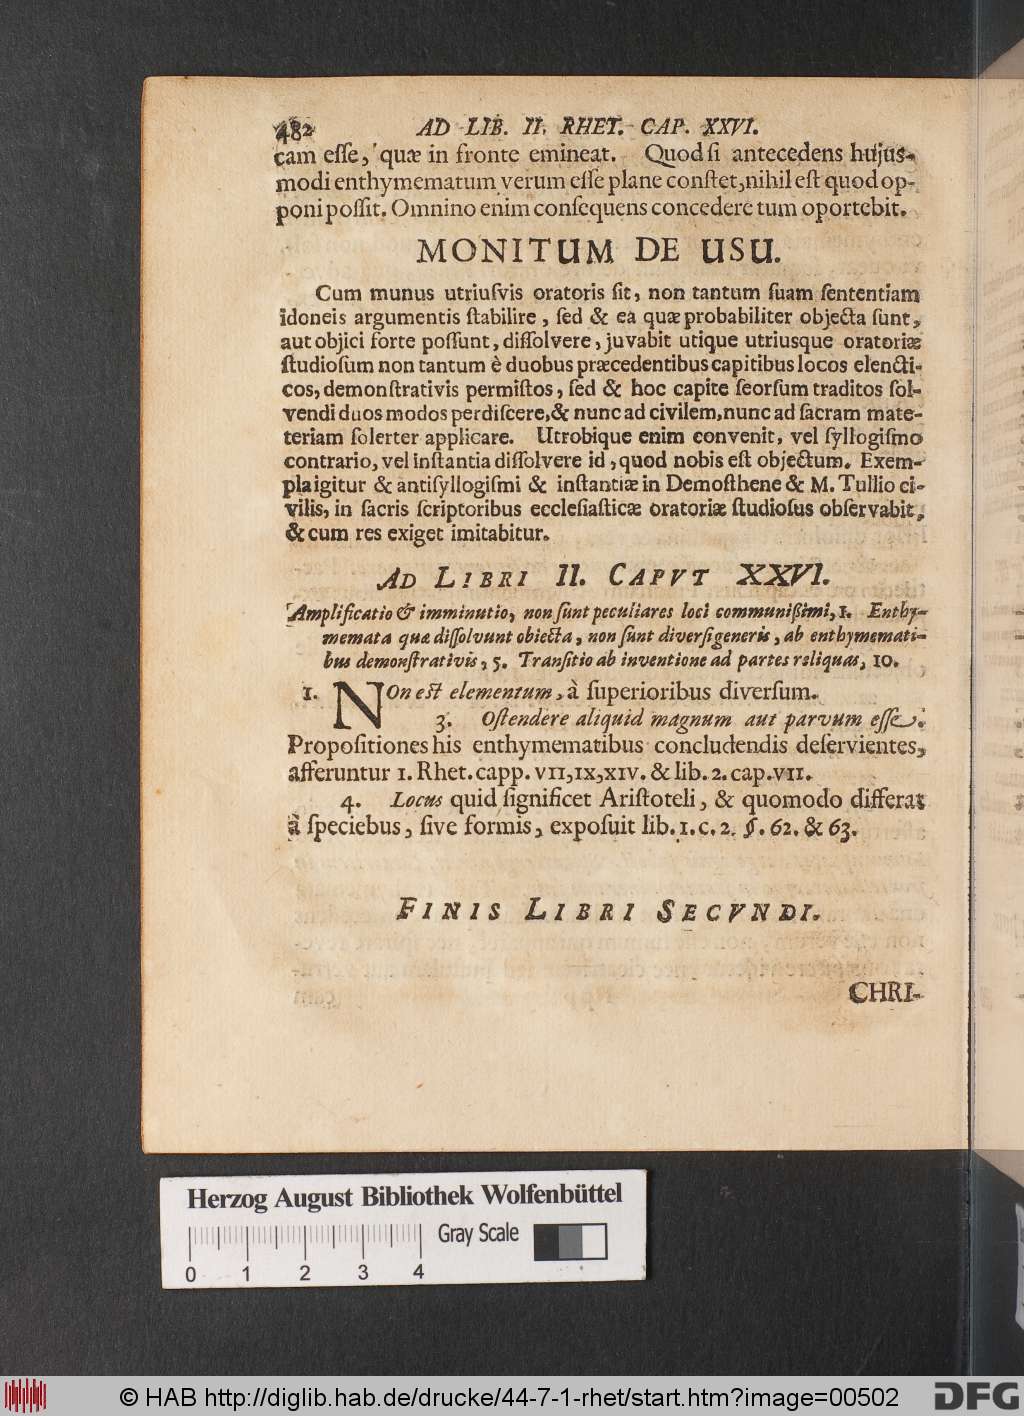 482 AD LIB. II. RHET. CAP. XXVI.
cam eſſe, quæ in fronte emineat. Quod ſi antecedens hujus-
modi enthymematum verum eſſe plane conſtet, nihil eſt quod op-
poni poſſit. Omnino enim conſequens concedere tum oportebit.
MONITUM DE USU.
Cum munus utriuſvis oratoris ſit, non tantum ſuam ſententiam
idoneis argumentis ſtabilire, ſed & ea quæ probabiliter objecta ſunt,
aut objici forte poſſunt, diſſolvere, juvabit utique utriusque oratoriæ
ſtudioſum non tantum è duobus præcedentibus capitibus locos elencti-
cos, demonſtrativis permiſtos, ſed & hoc capite ſeorſum traditos ſol-
vendi duos modos perdiſcere, & nunc ad civilem, nunc ad ſacram mate-
teriam ſolerter applicare. Utrobique enim convenit, vel ſyllogiſmo
contrario, vel inſtantia diſſolvere id, quod nobis eſt objectum. Exem-
pla igitur & antiſyllogiſmi & inſtantiæ in Demoſthene & M. Tullio ci-
vilis, in ſacris ſcriptoribus eccleſiaſticæ oratoriæ ſtudioſus obſervabit,
& cum res exiget imitabitur.
AD LIBRI II. CAPVT XXVI.
Amplificatio & imminutio, non ſunt peculiares loci communißimi, 1. Enthy-
memata quæ diſſolvunt obiecta, non ſunt diverſi generis, ab enthymemati-
bus demonſtrativis, 5. Tranſitio ab inventione ad partes reliquas, 10.
1. NOn eſt elementum, à ſuperioribus diverſum.
3. Oſtendere aliquid magnum aut parvum eſſe.
Propoſitiones his enthymematibus concludendis deſervientes,
afferuntur 1. Rhet. capp. VII, IX, XIV. & lib. 2. cap. VII.
4. Locus quid ſignificet Ariſtoteli, & quomodo differat
à ſpeciebus, ſive formis, expoſuit lib. 1. c. 2. §. 62. & 63.
FINIS LIBRI SECVNDI.
CHRI-
Herzog August Bibliothek Wolfenbüttel
Gray Scale
0 1 2 3 4
© HAB http://diglib.hab.de/drucke/44-7-1-rhet/start.htm?image=00502
DFG